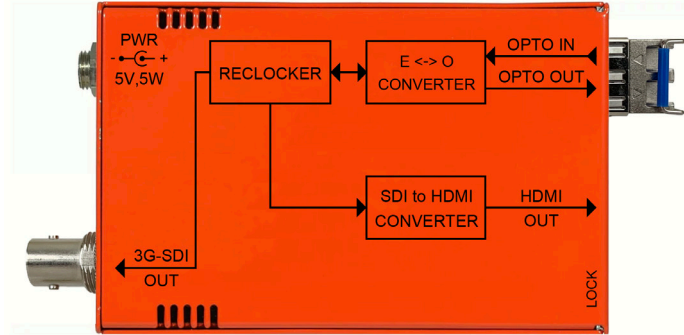 PWR
- +
5V,5W
RECLOCKER
E <-> O
CONVERTER
OPTO IN
OPTO OUT
SDI to HDMI
CONVERTER
HDMI
OUT
3G-SDI
OUT
LOCK